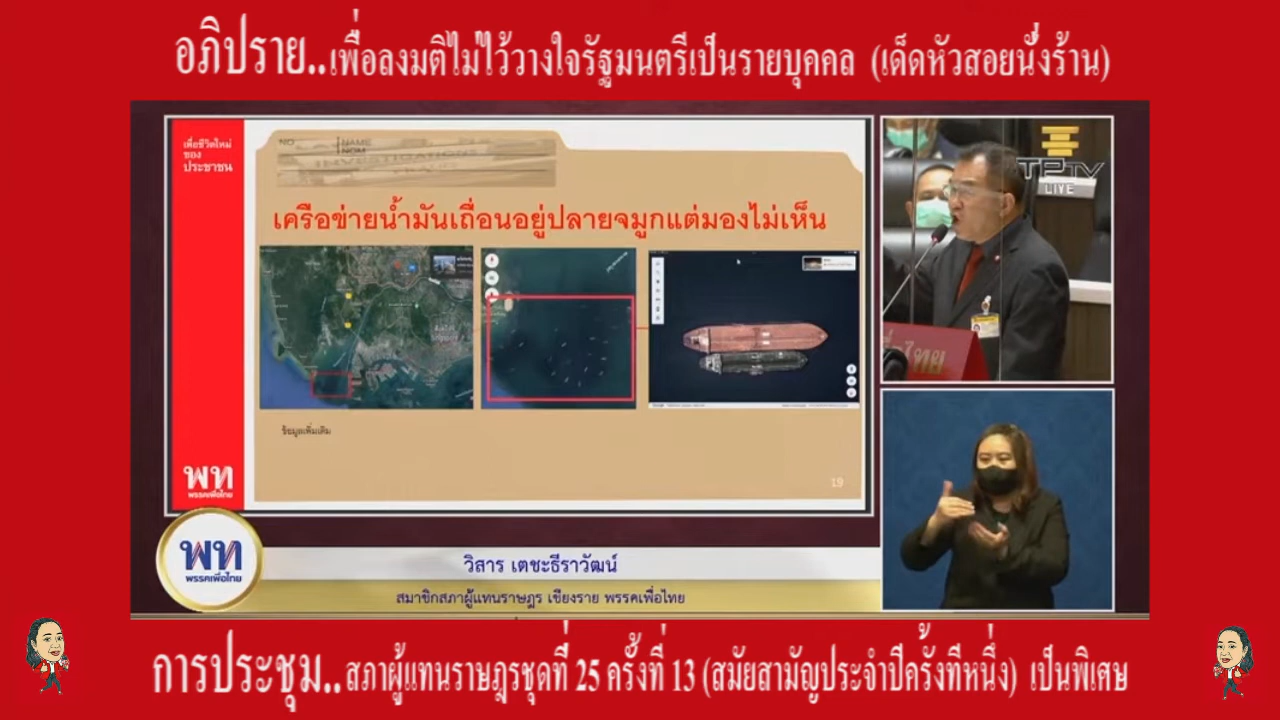 อภิปราย..เพื่อลงมติไม่ไว้วางใจรัฐมนตรีเป็นรายบุคคล (เด็ดหัวสอยนั่งร้าน)
เพื่อชีวิตใหม่
ของ
ประชาชน
NO
NAME
NOM
INVESTIGATIONS
เครือข่ายน้ำมันเถื่อนอยู่ปลายจมูกแต่มองไม่เห็น
ข้อมูลเพิ่มเติม
19
พท
พรรคเพื่อไทย
TPTV
LIVE
ไทย
พท
พรรคเพื่อไทย
วิสาร เตชะธีราวัฒน์
สมาชิกสภาผู้แทนราษฎร เชียงราย พรรคเพื่อไทย
การประชุม..สภาผู้แทนราษฎรชุดที่ 25 ครั้งที่ 13 (สมัยสามัญประจำปีครั้งที่หนึ่ง) เป็นพิเศษ